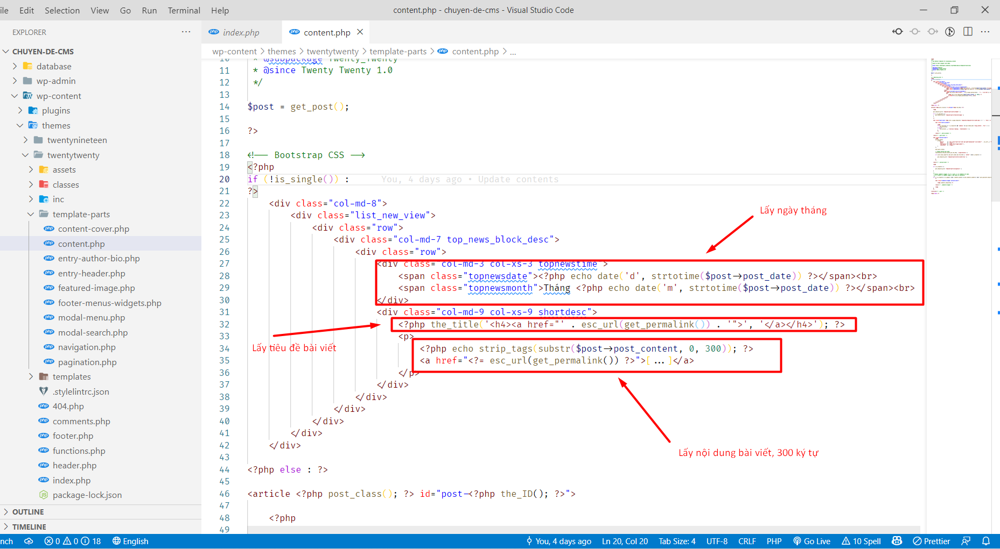 ile Edit Selection View Go Run Terminal Help
content.php - chuyen-de-cms - Visual Studio Code
EXPLORER
CHUYEN-DE-CMS
database
wp-admin
wp-content
plugins
themes
twentynineteen
twentytwenty
assets
classes
inc
template-parts
content-cover.php
content.php
entry-author-bio.php
entry-header.php
featured-image.php
footer-menus-widgets.php
modal-menu.php
modal-search.php
navigation.php
pagination.php
templates
.stylelintrc.json
404.php
comments.php
footer.php
functions.php
header.php
index.php
package-lock.json
OUTLINE
TIMELINE
index.php
content.php
wp-content > themes > twentytwenty > template-parts > content.php > ...
10 * @subpackage Twenty_Twenty
11 * @since Twenty Twenty 1.0
12 */
13
14 $post = get_post();
15
16 ?>
17
18 <!-- Bootstrap CSS -->
19 <?php
20 if (!is_single()) : You, 4 days ago • Update contents
21 ?>
22 <div class="col-md-8">
23 <div class="list_new_view">
24 <div class="row">
25 <div class="col-md-7 top_news_block_desc">
26 <div class="row">
27 <div class="col-md-3 col-xs-3 topnewstime">
28 <span class="topnewsdate"><?php echo date('d', strtotime($post->post_date)) ?></span><br>
29 <span class="topnewsmonth">Tháng <?php echo date('m', strtotime($post->post_date)) ?></span><br>
30 </div>
31 <div class="col-md-9 col-xs-9 shortdesc">
32 <?php the_title('<h4><a href="' . esc_url(get_permalink()) . '">', '</a></h4>'); ?>
33 <p>
34 <?php echo strip_tags(substr($post->post_content, 0, 300)); ?>
35 <a href="<?= esc_url(get_permalink()) ?>">[...]</a>
36 </p>
37 </div>
38 </div>
39 </div>
40 </div>
41 </div>
42 </div>
43
44 <?php else : ?>
45
46 <article <?php post_class(); ?> id="post-<?php the_ID(); ?>">
47
48 <?php
49
Lấy ngày tháng
Lấy tiêu đề bài viết
Lấy nội dung bài viết, 300 ký tự
nch 0 0 18 English
You, 4 days ago Ln 20, Col 20 Tab Size: 4 UTF-8 CRLF PHP Go Live 10 Spell Prettier